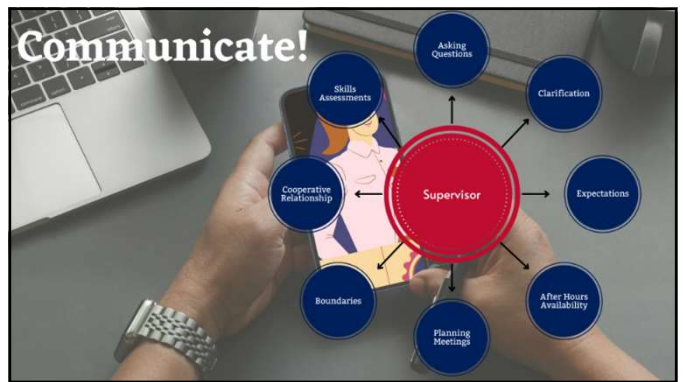 Communicate!
Asking
Questions
Skills
Assessments
Clarification
Cooperative
Relationship
Supervisor
Expectations
Boundaries
After Hours
Availability
Planning
Meetings